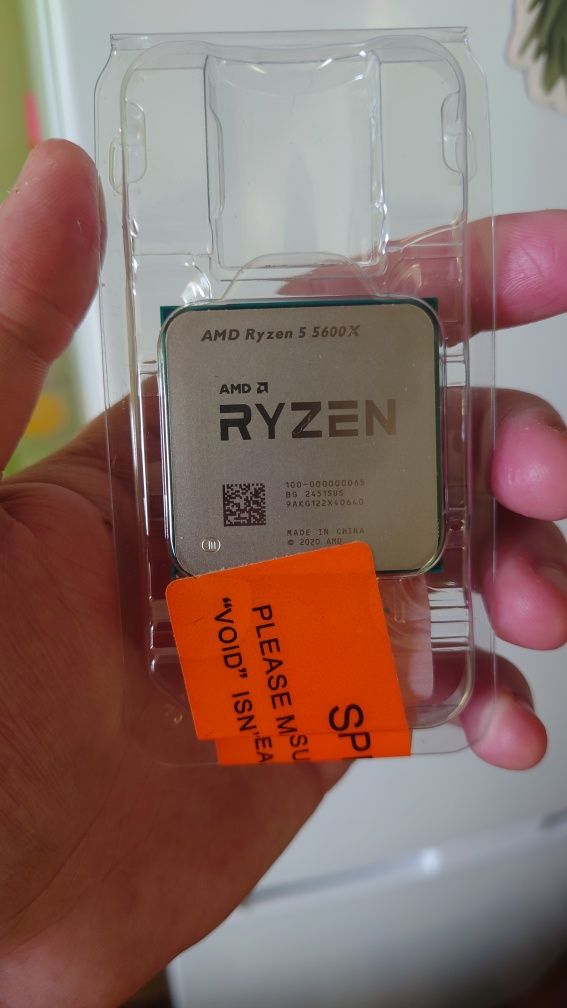 AMD Ryzen 5 5600X
AMD
RYZEN
100-000000065
BG 2451SUS
9AKG122X40640
MADE IN CHINA
© 2020 AMD
SP
PLEASE M SU
"VOID" ISN'EA